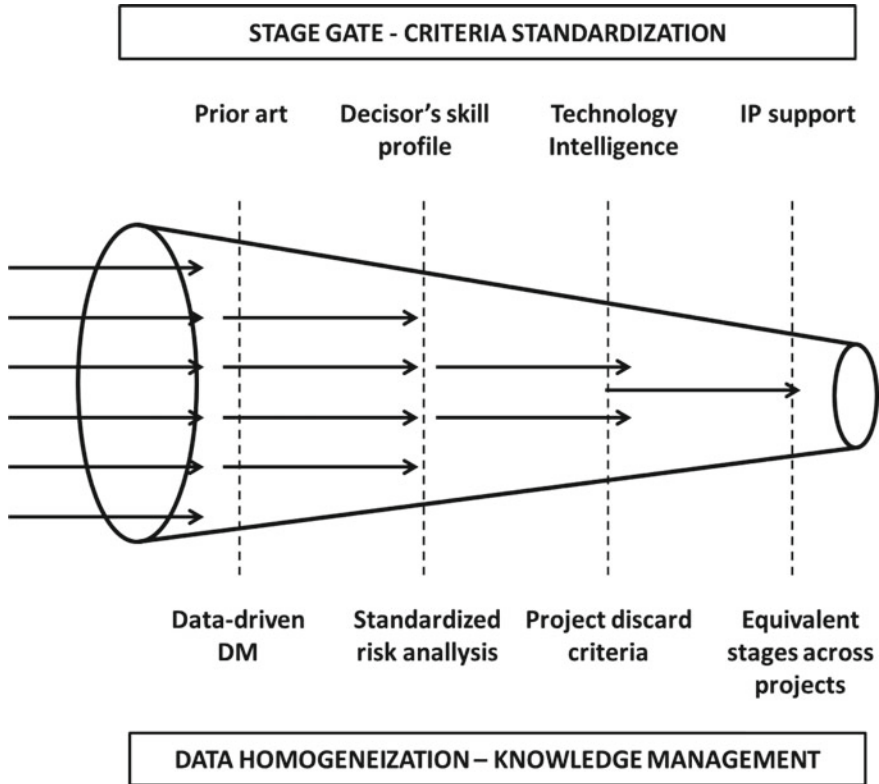 STAGE GATE - CRITERIA STANDARDIZATION
Prior art
Decisor's skill
profile
Technology
Intelligence
IP support
Data-driven
DM
Standardized
risk anallysis
Project discard
criteria
Equivalent
stages across
projects
DATA HOMOGENEIZATION – KNOWLEDGE MANAGEMENT